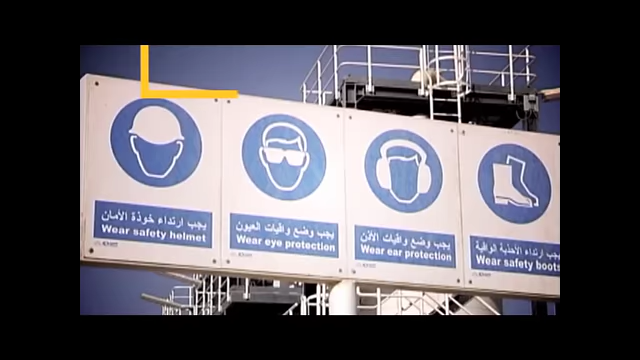 يجب ارتداء خوذة الأمان
Wear safety helmet
يجب وضع واقيات العيون
Wear eye protection
يجب وضع واقيات الأذن
Wear ear protection
يجب ارتداء الأحذية الواقية
Wear safety boots